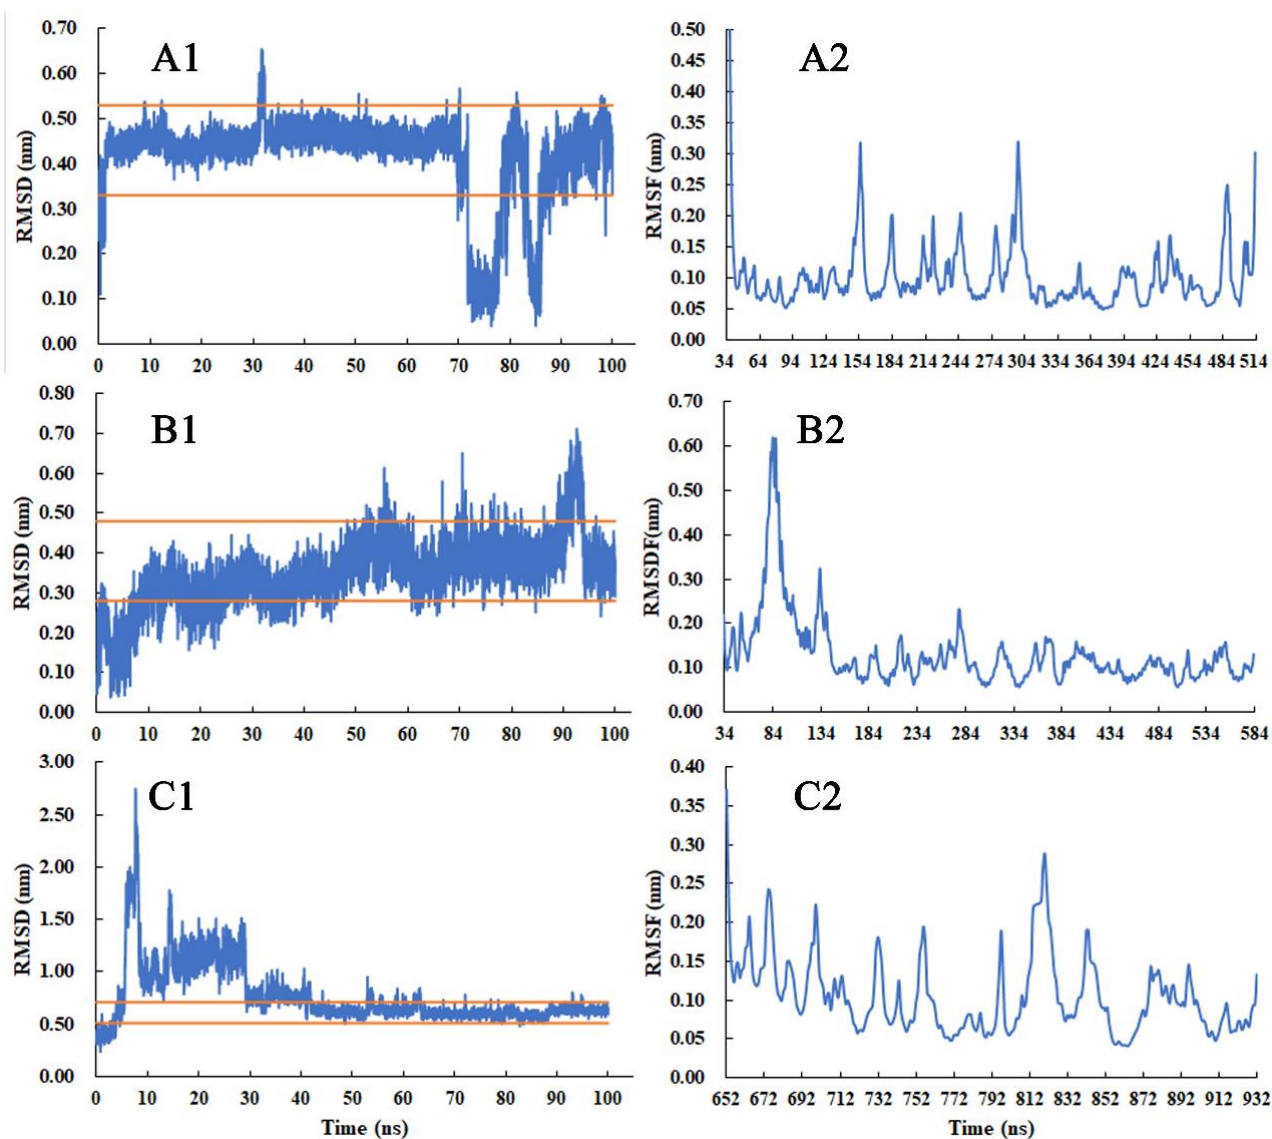 A1
RMSD (nm)
0.70
0.60
0.50
0.40
0.30
0.20
0.10
0.00
0 10 20 30 40 50 60 70 80 90 100
A2
RMSF (nm)
0.50
0.45
0.40
0.35
0.30
0.25
0.20
0.15
0.10
0.05
0.00
34 64 94 124 154 184 214 244 274 304 334 364 394 424 454 484 514
B1
RMSD (nm)
0.80
0.70
0.60
0.50
0.40
0.30
0.20
0.10
0.00
0 10 20 30 40 50 60 70 80 90 100
B2
RMSDF(nm)
0.70
0.60
0.50
0.40
0.30
0.20
0.10
0.00
34 84 134 184 234 284 334 384 434 484 534 584
C1
RMSD (nm)
3.00
2.50
2.00
1.50
1.00
0.50
0.00
0 10 20 30 40 50 60 70 80 90 100
Time (ns)
C2
RMSF (nm)
0.40
0.35
0.30
0.25
0.20
0.15
0.10
0.05
0.00
652 672 692 712 732 752 772 792 812 832 852 872 892 912 932
Time (ns)